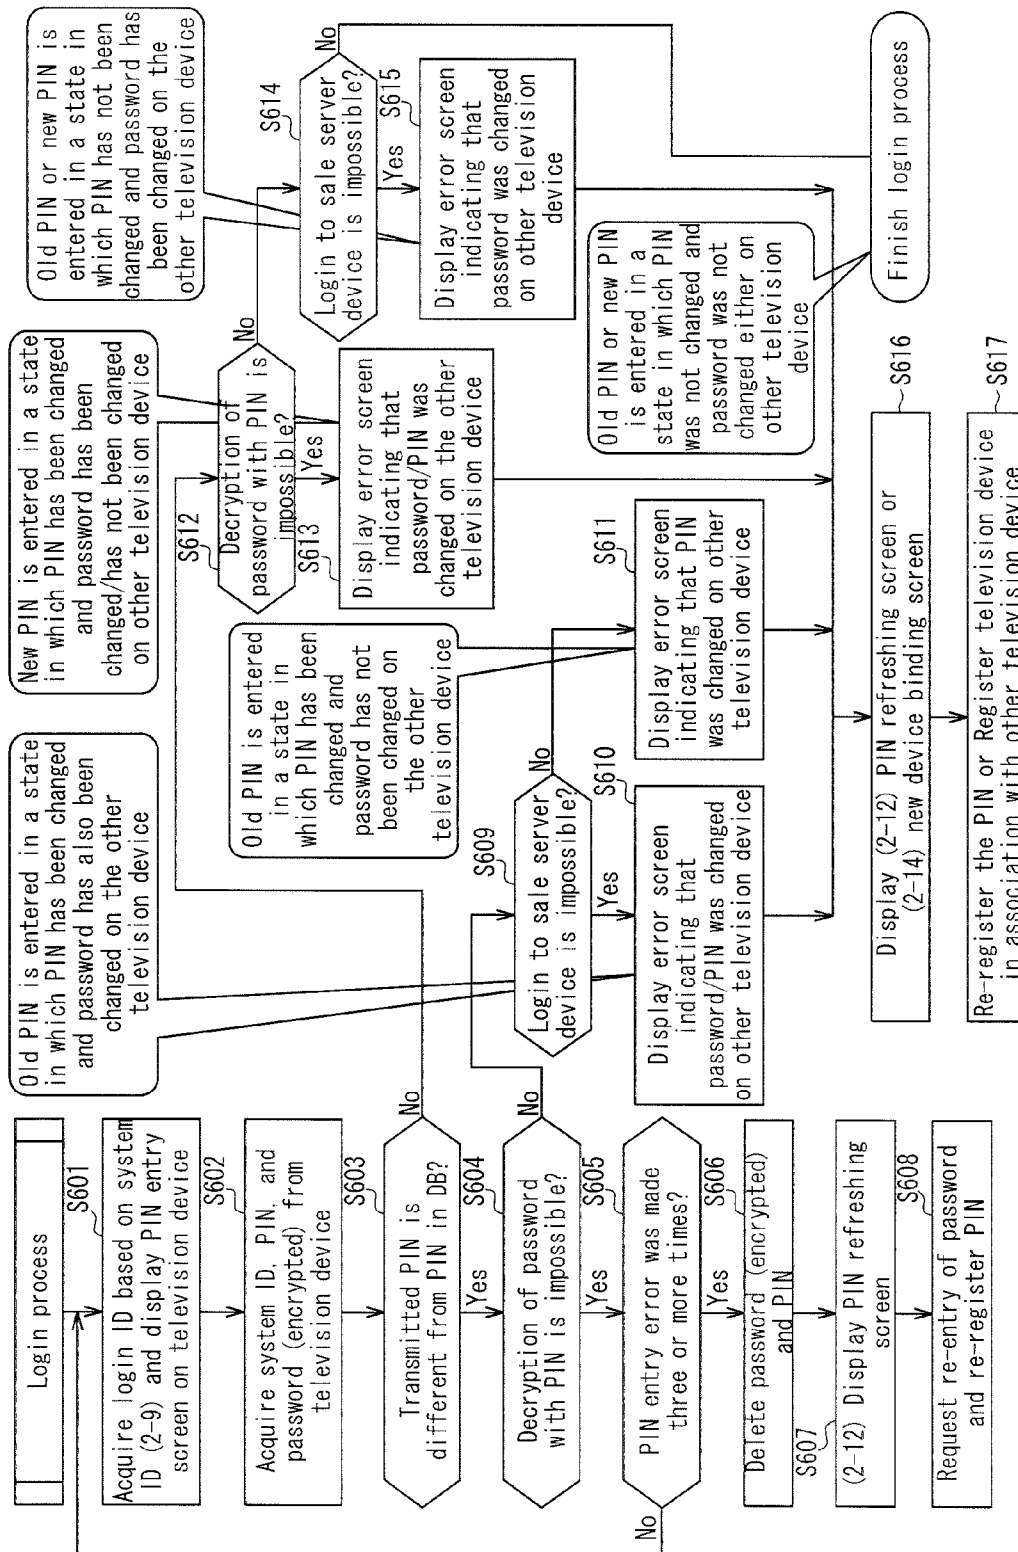 Login process
S601
Acquire login ID based on system
ID (2-9) and display PIN entry
screen on television device
S602
Acquire system ID, PIN, and
password (encrypted) from
television device
S603
Transmitted PIN is
different from PIN in DB?
No
Yes
S604
Decryption of password
with PIN is impossible?
No
Yes
S605
PIN entry error was made
three or more times?
No
Yes
S606
Delete password (encrypted)
and PIN
S607
(2-12) Display PIN refreshing
screen
S608
Request re-entry of password
and re-register PIN
Old PIN is entered in a state
in which PIN has been changed
and password has also been
changed on the other
television device
S609
Login to sale server
device is impossible?
No
Yes
S610
Display error screen
indicating that
password/PIN was changed
on other television device
Old PIN is entered
in a state in
which PIN has been
changed and
password has not
been changed on
the other
television device
S611
Display error screen
indicating that PIN
was changed on other
television device
New PIN is entered in a state
in which PIN has been changed
and password has been
changed/has not been changed
on other television device
S612
Decryption of
password with PIN is
impossible?
No
Yes
S613
Display error screen
indicating that
password/PIN was
changed on the other
television device
Old PIN or new PIN is
entered in a state in
which PIN has not been
changed and password has
been changed on the
other television device
S614
Login to sale server
device is impossible?
No
Yes
S615
Display error screen
indicating that
password was changed
on other television
device
Old PIN or new PIN
is entered in a
state in which PIN
was not changed and
password was not
changed either on
other television
device
Finish login process
S616
Display (2-12) PIN refreshing screen or
(2-14) new device binding screen
S617
Re-register the PIN or Register television device
in association with other television device